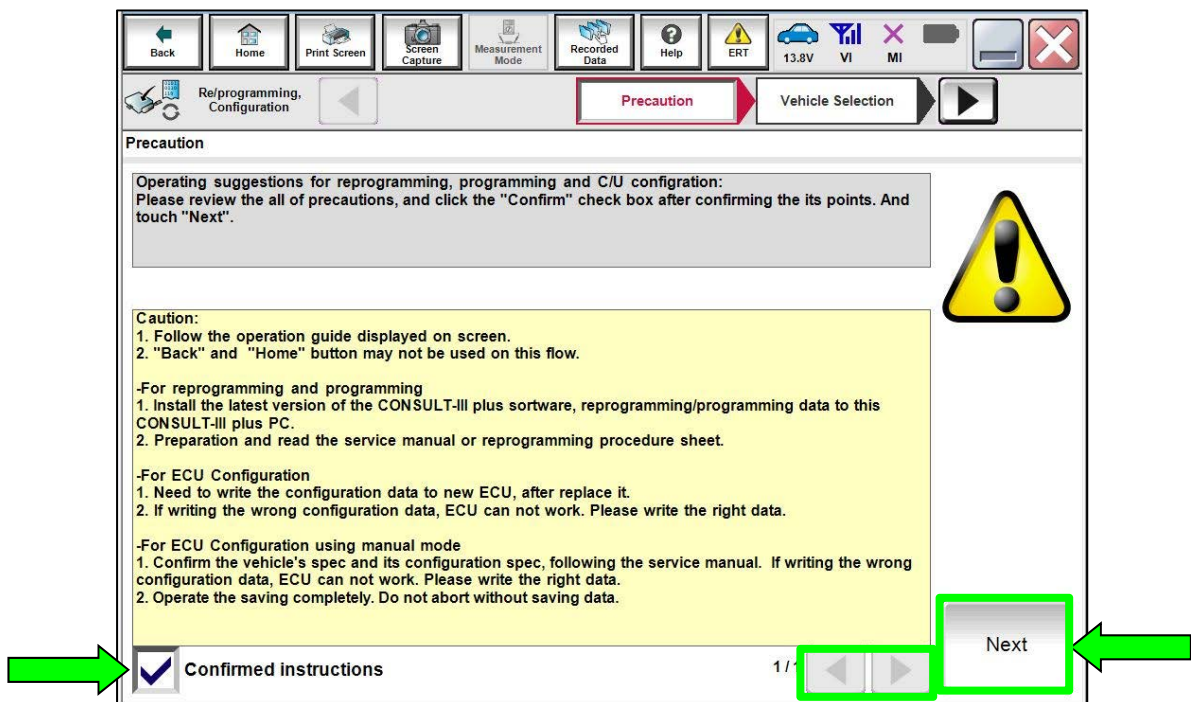 Back
Home
Print Screen
Screen
Capture
Measurement
Mode
Recorded
Data
Help
ERT
13.8V
VI
MI
Re/programming,
Configuration
Precaution
Vehicle Selection
Precaution
Operating suggestions for reprogramming, programming and C/U configration:
Please review the all of precautions, and click the "Confirm" check box after confirming the its points. And
touch "Next".
Caution:
1. Follow the operation guide displayed on screen.
2. "Back" and "Home" button may not be used on this flow.
-For reprogramming and programming
1. Install the latest version of the CONSULT-III plus sortware, reprogramming/programming data to this
CONSULT-III plus PC.
2. Preparation and read the service manual or reprogramming procedure sheet.
-For ECU Configuration
1. Need to write the configuration data to new ECU, after replace it.
2. If writing the wrong configuration data, ECU can not work. Please write the right data.
-For ECU Configuration using manual mode
1. Confirm the vehicle's spec and its configuration spec, following the service manual. If writing the wrong
configuration data, ECU can not work. Please write the right data.
2. Operate the saving completely. Do not abort without saving data.
Confirmed instructions
1/1
Next